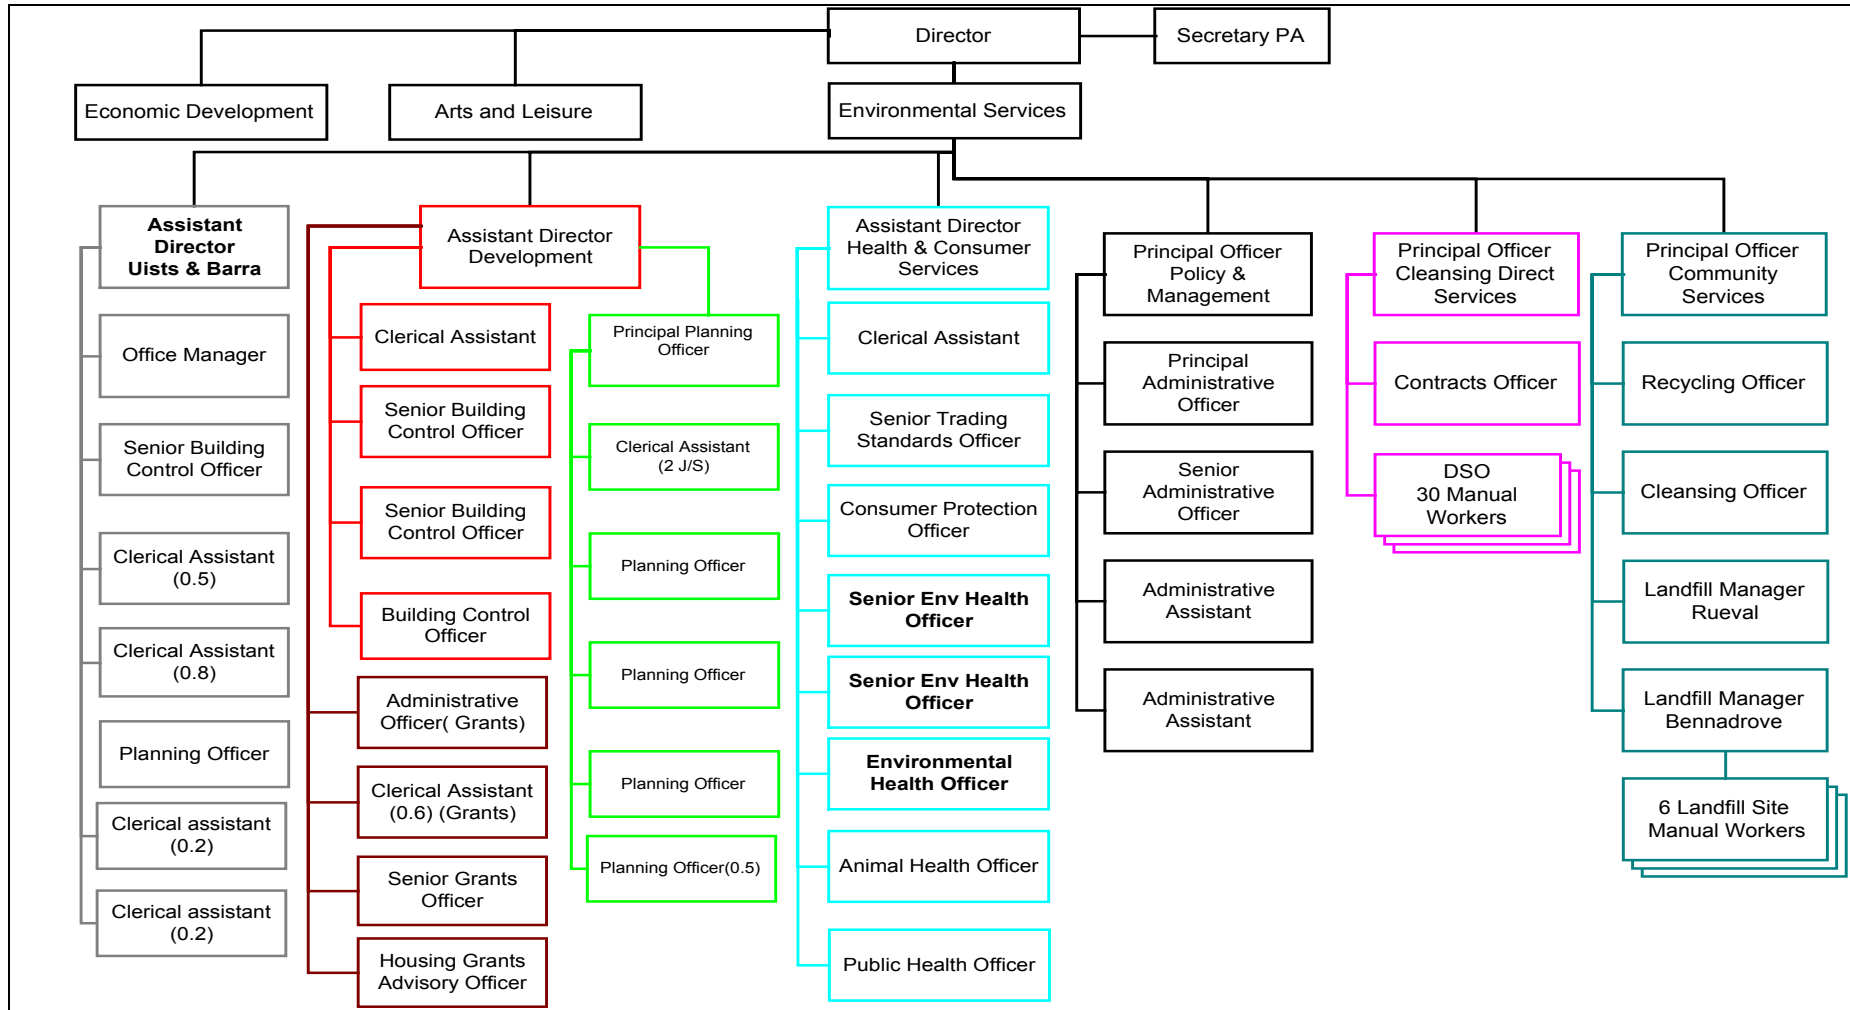 Director
Secretary PA
Economic Development
Arts and Leisure
Environmental Services
Assistant
Director
Uists & Barra
Office Manager
Senior Building
Control Officer
Clerical Assistant
(0.5)
Clerical Assistant
(0.8)
Planning Officer
Clerical assistant
(0.2)
Clerical assistant
(0.2)
Assistant Director
Development
Clerical Assistant
Senior Building
Control Officer
Senior Building
Control Officer
Building Control
Officer
Administrative
Officer( Grants)
Clerical Assistant
(0.6) (Grants)
Senior Grants
Officer
Housing Grants
Advisory Officer
Principal Planning
Officer
Clerical Assistant
(2 J/S)
Planning Officer
Planning Officer
Planning Officer
Planning Officer(0.5)
Assistant Director
Health & Consumer
Services
Clerical Assistant
Senior Trading
Standards Officer
Consumer Protection
Officer
Senior Env Health
Officer
Senior Env Health
Officer
Environmental
Health Officer
Animal Health Officer
Public Health Officer
Principal Officer
Policy &
Management
Principal
Administrative
Officer
Senior
Administrative
Officer
Administrative
Assistant
Administrative
Assistant
Principal Officer
Cleansing Direct
Services
Contracts Officer
DSO
30 Manual
Workers
Principal Officer
Community
Services
Recycling Officer
Cleansing Officer
Landfill Manager
Rueval
Landfill Manager
Bennadrove
6 Landfill Site
Manual Workers